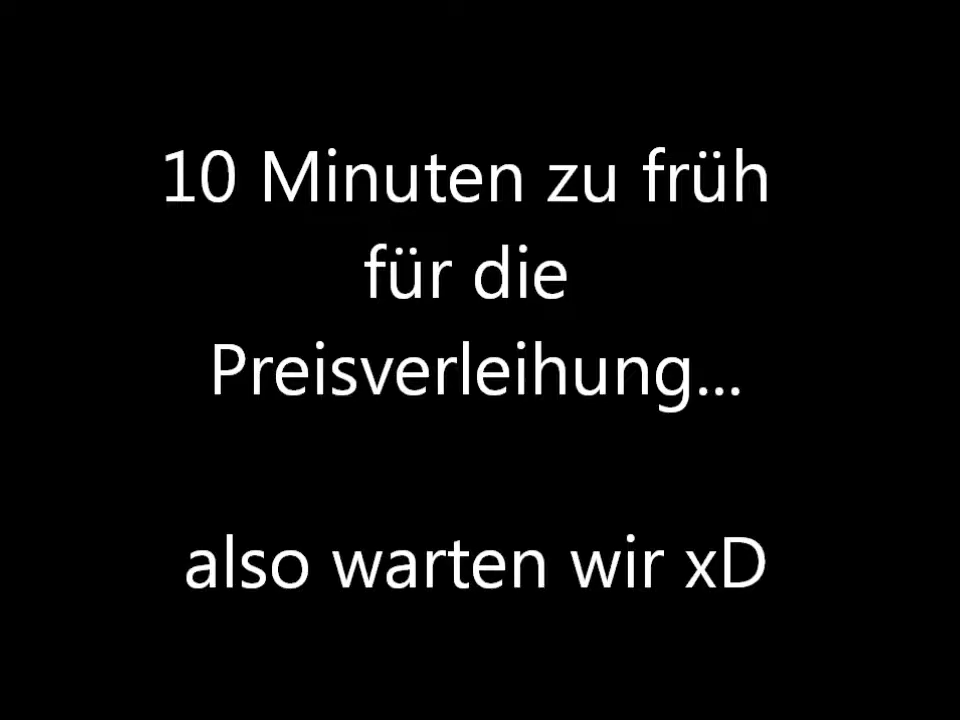 10 Minuten zu früh
für die
Preisverleihung...
also warten wir xD